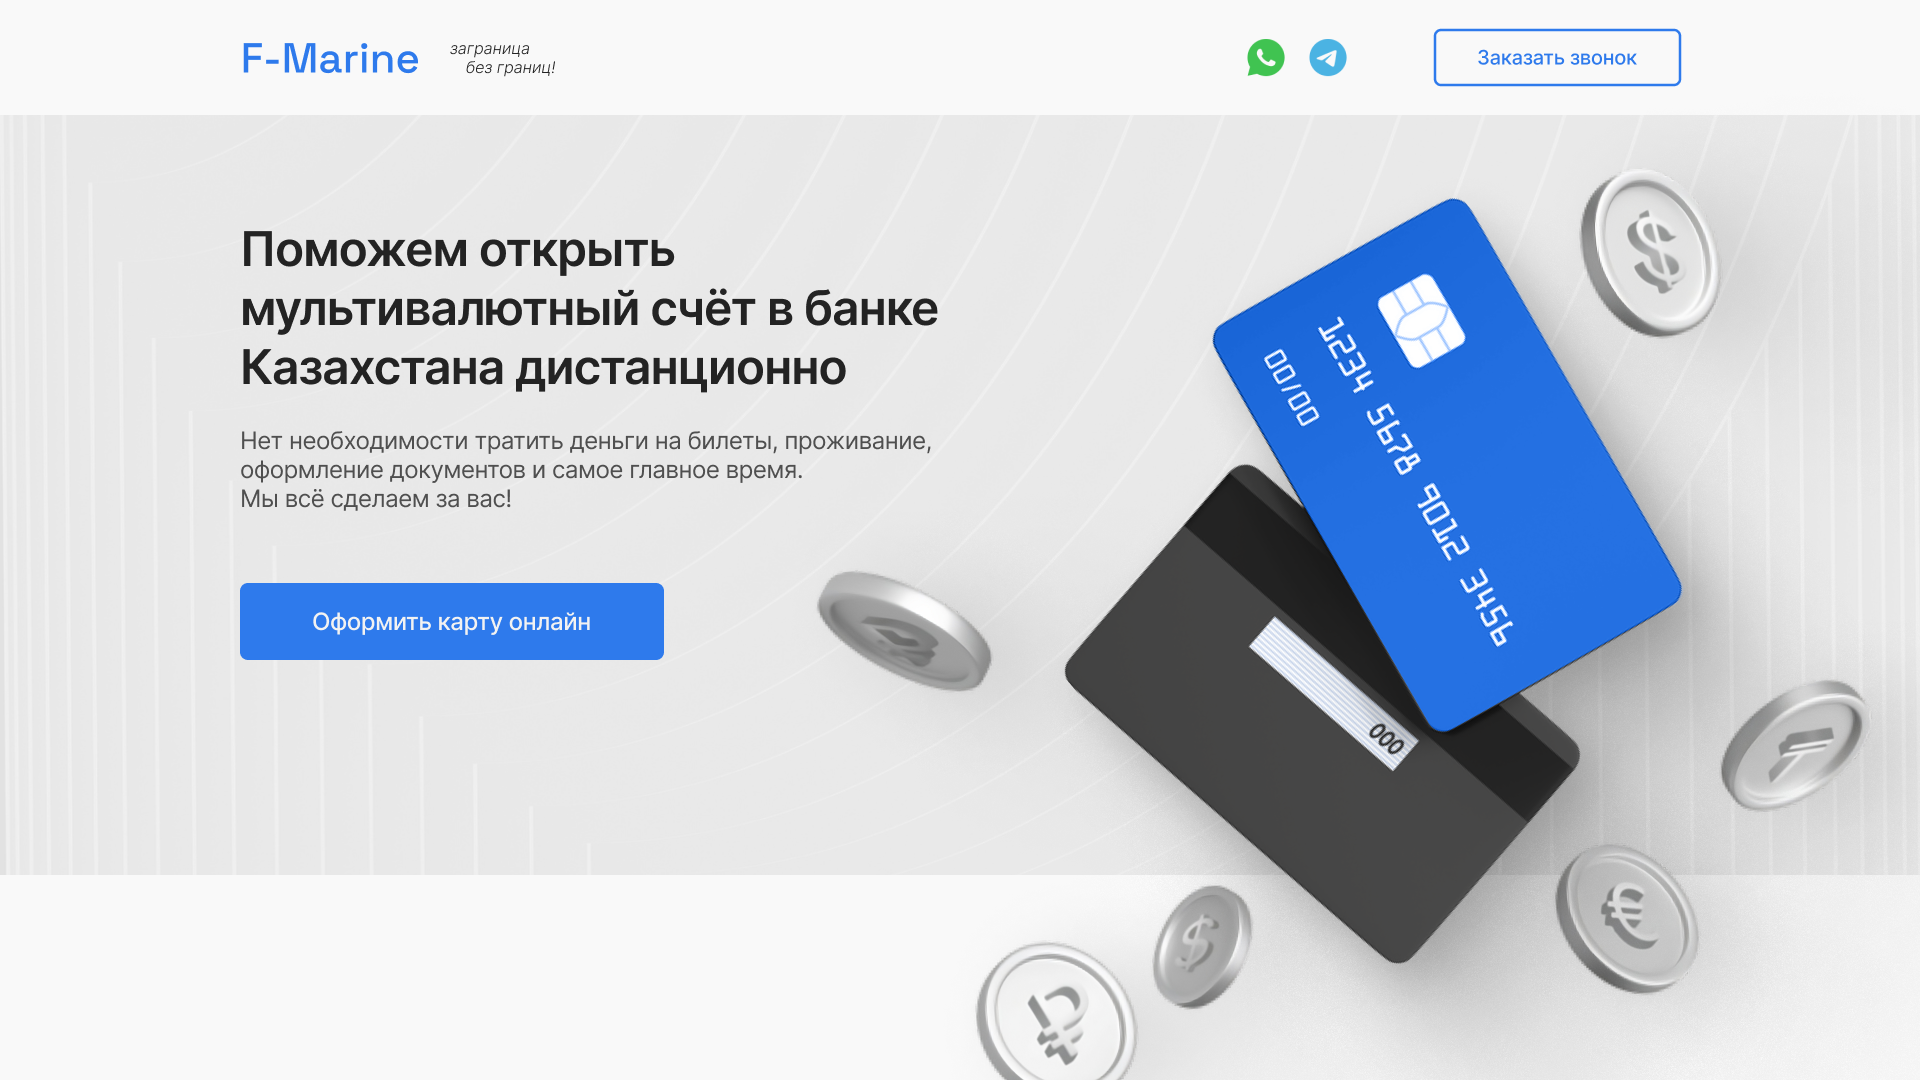 F-Marine
заграница
без границ!
Заказать звонок
Поможем открыть
мультивалютный счёт в банке
Казахстана дистанционно
Нет необходимости тратить деньги на билеты, проживание,
оформление документов и самое главное время.
Мы всё сделаем за вас!
Оформить карту онлайн
1234 5678 9012 3456
00/00
000
$
₽
₸
$
€
₽